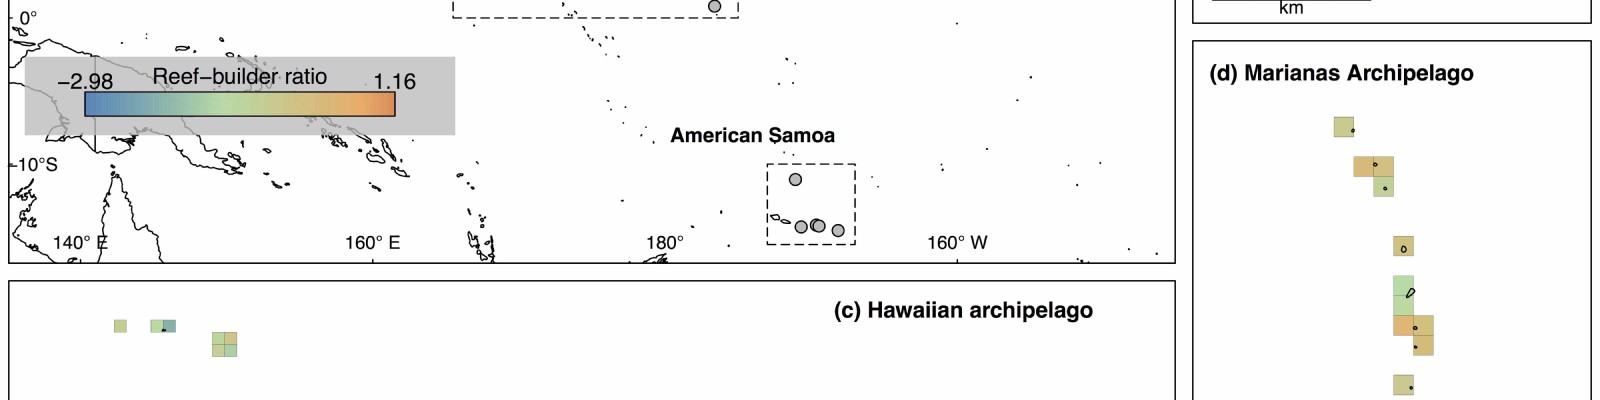 0°
km
Reef−builder ratio
−2.98
1.16
(d) Marianas Archipelago
American Samoa
−10°S
140° E
160° E
180°
160° W
(c) Hawaiian archipelago